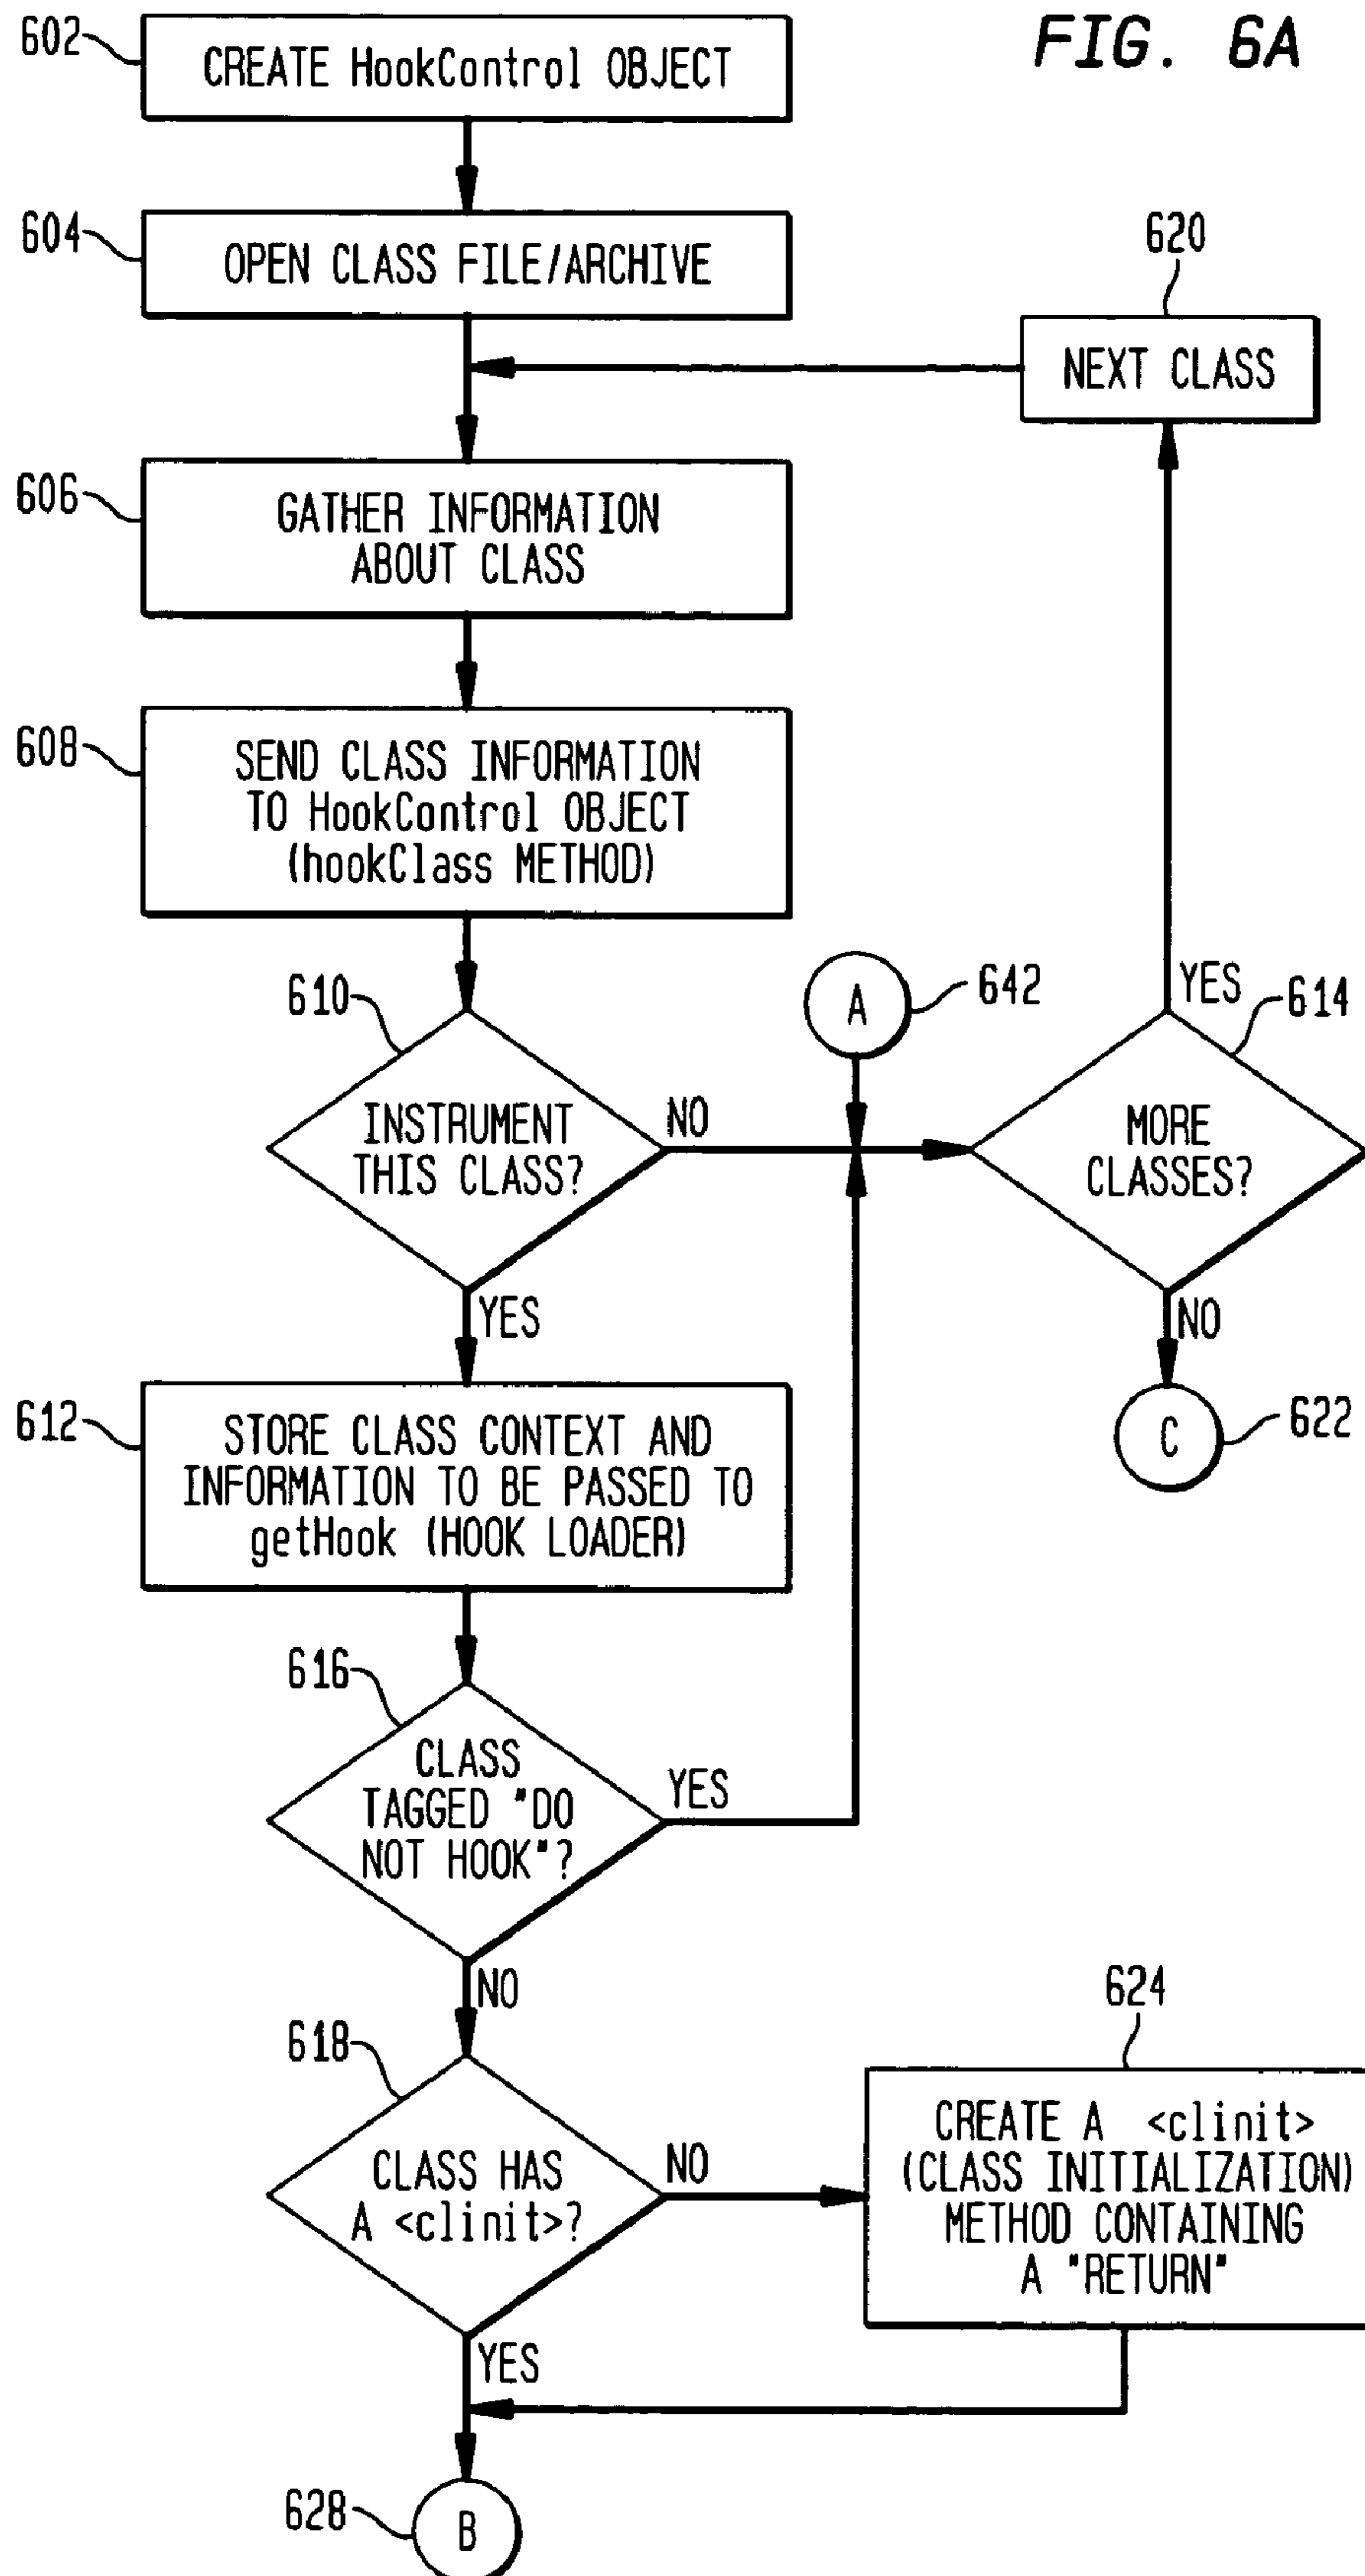 FIG. 6A
602
CREATE HookControl OBJECT
604
OPEN CLASS FILE/ARCHIVE
620
NEXT CLASS
606
GATHER INFORMATION
ABOUT CLASS
608
SEND CLASS INFORMATION
TO HookControl OBJECT
(hookClass METHOD)
610
INSTRUMENT
THIS CLASS?
NO
YES
A
642
614
MORE
CLASSES?
YES
NO
C
622
612
STORE CLASS CONTEXT AND
INFORMATION TO BE PASSED TO
getHook (HOOK LOADER)
616
CLASS
TAGGED "DO
NOT HOOK"?
YES
NO
618
CLASS HAS
A <clinit>?
NO
YES
624
CREATE A <clinit>
(CLASS INITIALIZATION)
METHOD CONTAINING
A "RETURN"
628
B